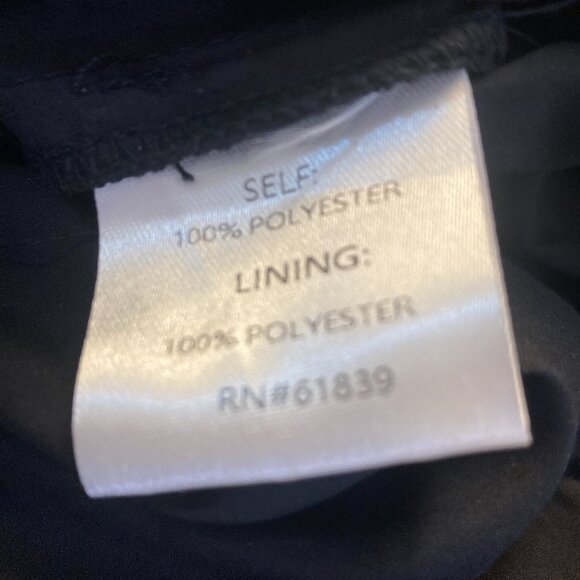 SELF:
100% POLYESTER
LINING:
100% POLYESTER
RN#61839